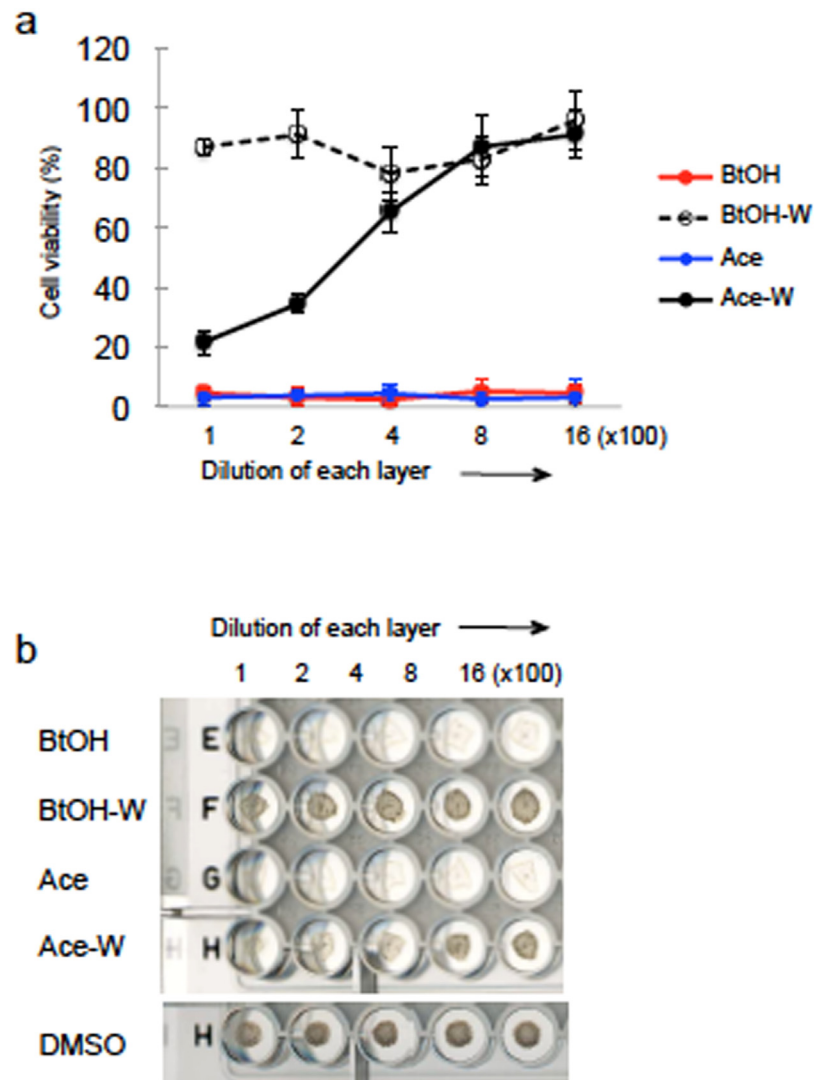 a
120
100
80
60
40
20
0
Cell viability (%)
1 2 4 8 16 (x100)
Dilution of each layer
BtOH
BtOH-W
Ace
Ace-W
b
Dilution of each layer
1 2 4 8 16 (x100)
BtOH E
BtOH-W F
Ace G
Ace-W H
DMSO H